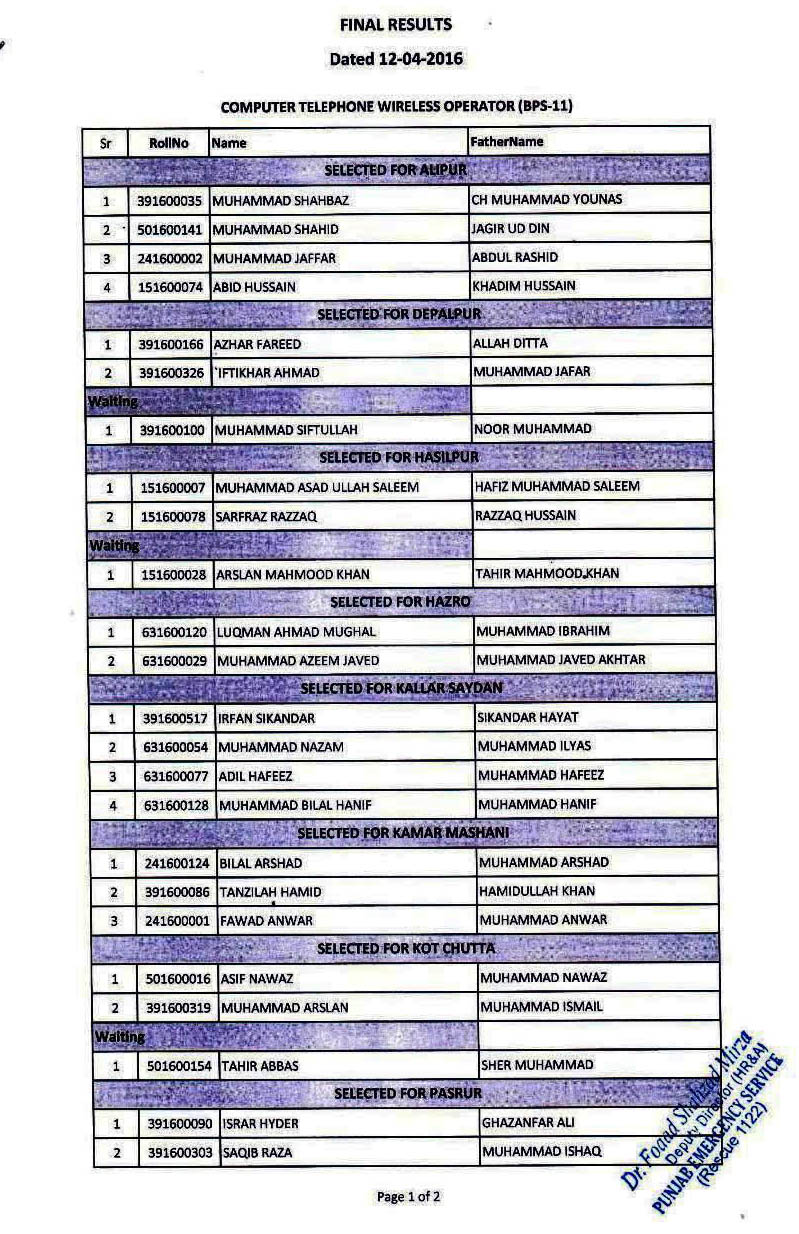 FINAL RESULTS
Dated 12-04-2016
COMPUTER TELEPHONE WIRELESS OPERATOR (BPS-11)
Sr RollNo Name FatherName
SELECTED FOR ALIPUR
1 391600035 MUHAMMAD SHAHBAZ CH MUHAMMAD YOUNAS
2 501600141 MUHAMMAD SHAHID JAGIR UD DIN
3 241600002 MUHAMMAD JAFFAR ABDUL RASHID
4 151600074 ABID HUSSAIN KHADIM HUSSAIN
SELECTED FOR DEPALPUR
1 391600166 AZHAR FAREED ALLAH DITTA
2 391600326 IFTIKHAR AHMAD MUHAMMAD JAFAR
Waiting
1 391600100 MUHAMMAD SIFTULLAH NOOR MUHAMMAD
SELECTED FOR HASILPUR
1 151600007 MUHAMMAD ASAD ULLAH SALEEM HAFIZ MUHAMMAD SALEEM
2 151600078 SARFRAZ RAZZAQ RAZZAQ HUSSAIN
Waiting
1 151600028 ARSLAN MAHMOOD KHAN TAHIR MAHMOOD KHAN
SELECTED FOR HAZRO
1 631600120 LUQMAN AHMAD MUGHAL MUHAMMAD IBRAHIM
2 631600029 MUHAMMAD AZEEM JAVED MUHAMMAD JAVED AKHTAR
SELECTED FOR KALLAR SAYDAN
1 391600517 IRFAN SIKANDAR SIKANDAR HAYAT
2 631600054 MUHAMMAD NAZAM MUHAMMAD ILYAS
3 631600077 ADIL HAFEEZ MUHAMMAD HAFEEZ
4 631600128 MUHAMMAD BILAL HANIF MUHAMMAD HANIF
SELECTED FOR KAMAR MASHANI
1 241600124 BILAL ARSHAD MUHAMMAD ARSHAD
2 391600086 TANZILAH HAMID HAMIDULLAH KHAN
3 241600001 FAWAD ANWAR MUHAMMAD ANWAR
SELECTED FOR KOT CHUTTA
1 501600016 ASIF NAWAZ MUHAMMAD NAWAZ
2 391600319 MUHAMMAD ARSLAN MUHAMMAD ISMAIL
Waiting
1 501600154 TAHIR ABBAS SHER MUHAMMAD
SELECTED FOR PASRUR
1 391600090 ISRAR HYDER GHAZANFAR ALI
2 391600303 SAQIB RAZA MUHAMMAD ISHAQ
Dr. Foaad Shahzad Mirza
Deputy Director (HR&A)
PUNJAB EMERGENCY SERVICE
(Rescue 1122)
Page 1 of 2